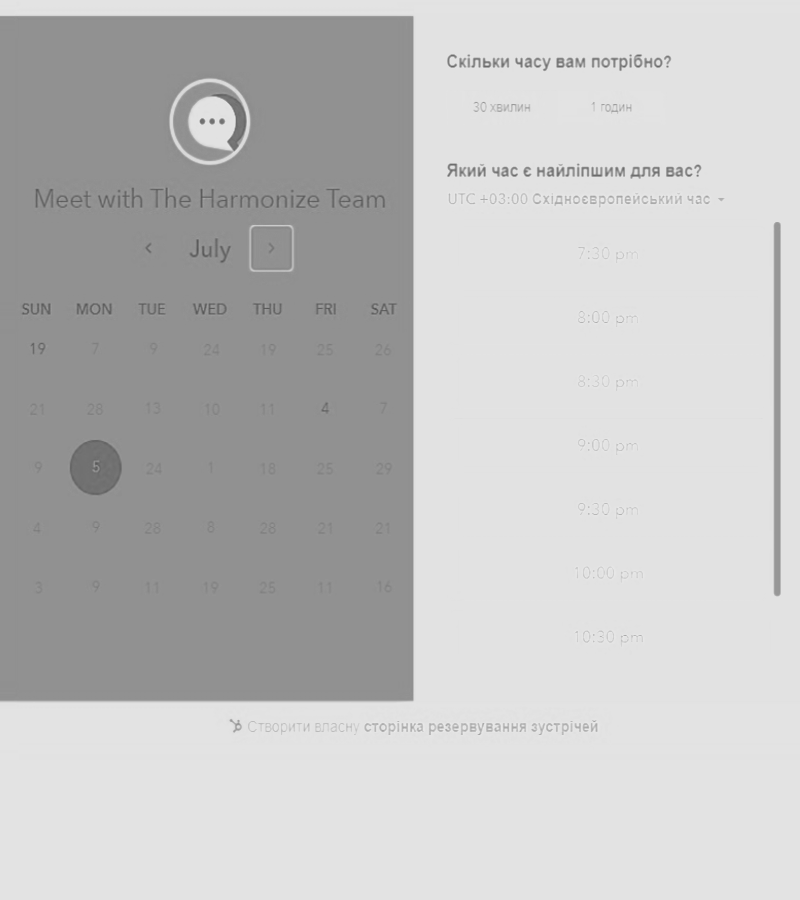 Meet with The Harmonize Team
July
SUN MON TUE WED THU FRI SAT
19 7 9 24 19 25 26
21 28 13 10 11 4 7
9 5 24 1 18 25 29
4 9 28 8 28 21 21
3 9 11 19 25 11 16
Скільки часу вам потрібно?
30 хвилин 1 годин
Який час є найліпшим для вас?
UTC +03:00 Східноєвропейський час
7:30 pm
8:00 pm
8:30 pm
9:00 pm
9:30 pm
10:00 pm
10:30 pm
Створити власну сторінка резервування зустрічей